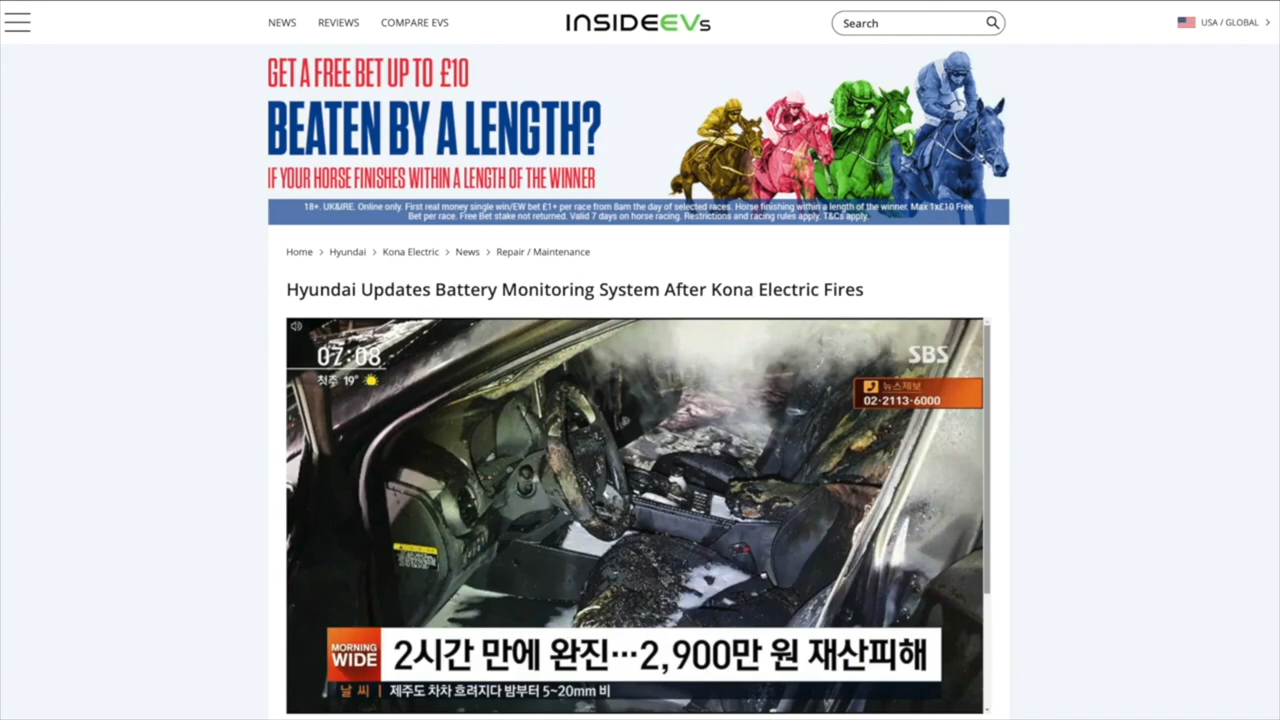 NEWS REVIEWS COMPARE EVS INSIDEEVs Search USA / GLOBAL
GET A FREE BET UP TO £10
BEATEN BY A LENGTH?
IF YOUR HORSE FINISHES WITHIN A LENGTH OF THE WINNER
18+. UK&IRE. Online only. First real money single win/EW bet £1+ per race from 8am the day of selected races. Horse finishing within a length of the winner. Max 1x£10 Free
Bet per race. Free Bet stake not returned. Valid 7 days on horse racing. Restrictions and racing rules apply. T&Cs apply.
Home > Hyundai > Kona Electric > News > Repair / Maintenance
Hyundai Updates Battery Monitoring System After Kona Electric Fires
07:08
청주 19°
SBS
뉴스제보
02·2113·6000
MORNING
WIDE
2시간 만에 완진···2,900만 원 재산피해
날 씨 | 제주도 차차 흐려지다 밤부터 5~20mm 비